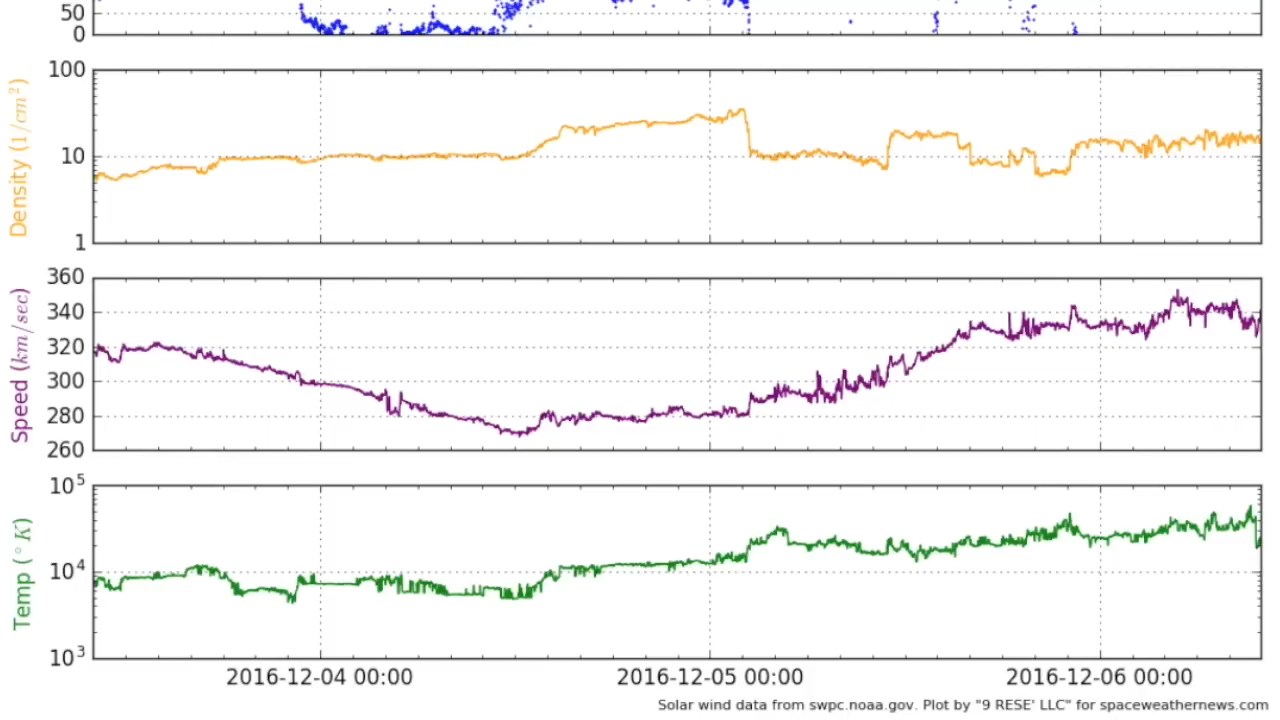 50
0
100
10
1
Density (1/cm²)
360
340
320
300
280
260
Speed (km/sec)
10⁵
10⁴
10³
Temp (° K)
2016-12-04 00:00 2016-12-05 00:00 2016-12-06 00:00
Solar wind data from swpc.noaa.gov. Plot by "9 RESE' LLC" for spaceweathernews.com